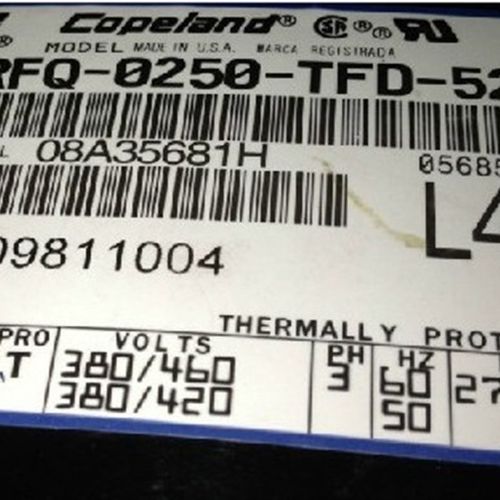 Copeland®
MODEL MADE IN U.S.A. MARCA REGISTRADA
RFQ-0250-TFD-52
08A35681H
0568
L4
09811004
THERMALLY PROT
PRO VOLTS PH HZ
T 380/460 3 60 27
380/420 50